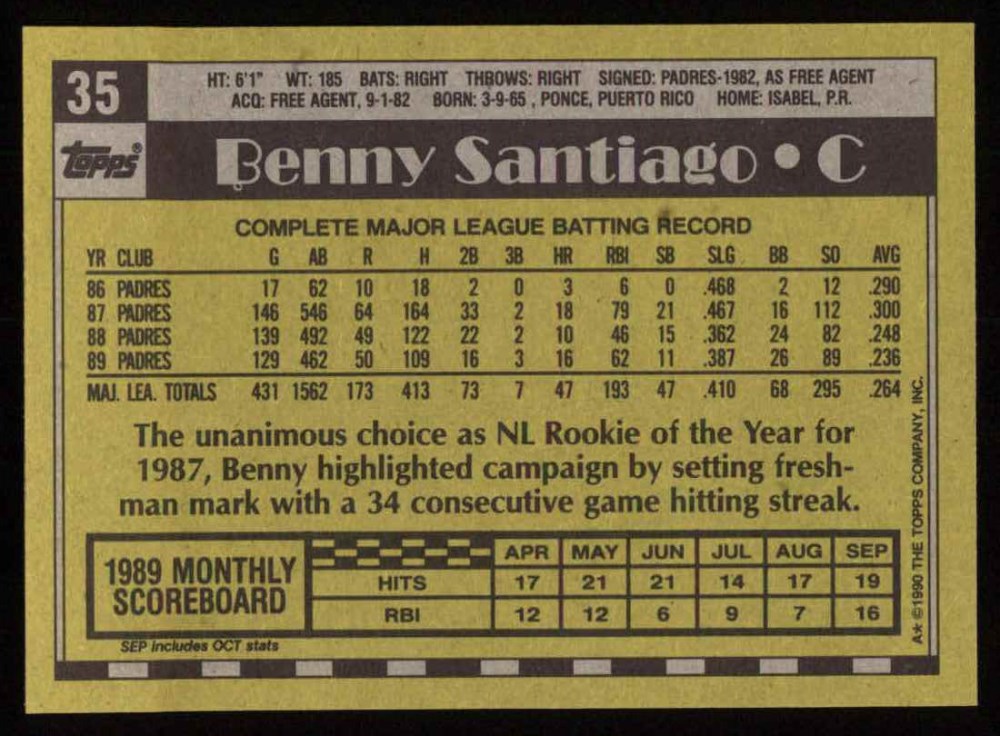 35
HT: 6'1" WT: 185 BATS: RIGHT THROWS: RIGHT SIGNED: PADRES-1982, AS FREE AGENT
ACQ: FREE AGENT, 9-1-82 BORN: 3-9-65 , PONCE, PUERTO RICO HOME: ISABEL, P.R.
Topps® Benny Santiago • C
COMPLETE MAJOR LEAGUE BATTING RECORD
YR CLUB G AB R H 2B 3B HR RBI SB SLG BB SO AVG
86 PADRES 17 62 10 18 2 0 3 6 0 .468 2 12 .290
87 PADRES 146 546 64 164 33 2 18 79 21 .467 16 112 .300
88 PADRES 139 492 49 122 22 2 10 46 15 .362 24 82 .248
89 PADRES 129 462 50 109 16 3 16 62 11 .387 26 89 .236
MAJ. LEA. TOTALS 431 1562 173 413 73 7 47 193 47 .410 68 295 .264
The unanimous choice as NL Rookie of the Year for
1987, Benny highlighted campaign by setting fresh-
man mark with a 34 consecutive game hitting streak.
1989 MONTHLY
SCOREBOARD
APR MAY JUN JUL AUG SEP
HITS 17 21 21 14 17 19
RBI 12 12 6 9 7 16
SEP includes OCT stats
A* ©1990 THE TOPPS COMPANY, INC.